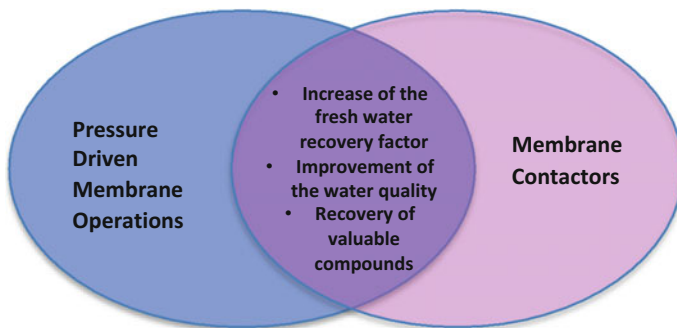 Pressure
Driven
Membrane
Operations
• Increase of the
fresh water
recovery factor
• Improvement of
the water quality
• Recovery of
valuable
compounds
Membrane
Contactors